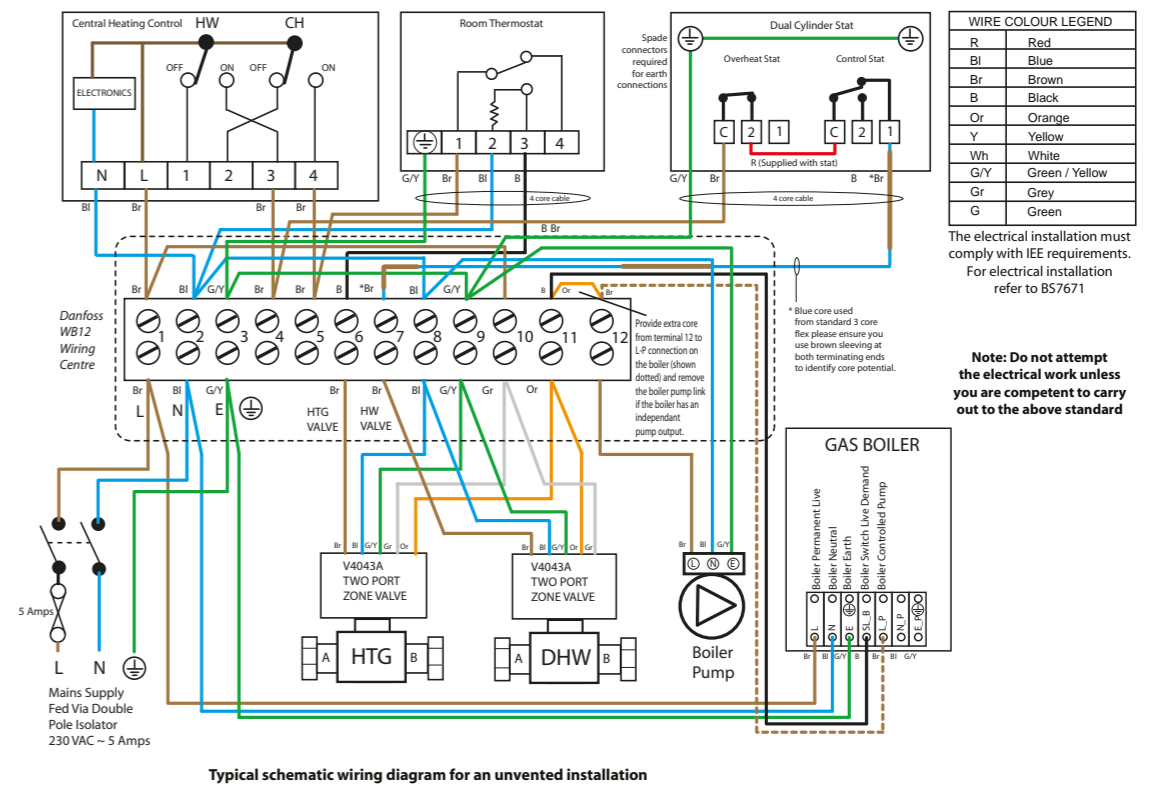 Central Heating Control
HW
CH
OFF
ON
OFF
ON
ELECTRONICS
N L 1 2 3 4
Bl Br Br Br
Room Thermostat
1 2 3 4
G/Y Br Bl B
4 core cable
Dual Cylinder Stat
Spade
connectors
required
for earth
connections
Overheat Stat
Control Stat
C 2 1 C 2 1
R (Supplied with stat)
G/Y Br B *Br
4 core cable
B Br
WIRE COLOUR LEGEND
R Red
Bl Blue
Br Brown
B Black
Or Orange
Y Yellow
Wh White
G/Y Green / Yellow
Gr Grey
G Green
The electrical installation must
comply with IEE requirements.
For electrical installation
refer to BS7671
Note: Do not attempt
the electrical work unless
you are competent to carry
out to the above standard
* Blue core used
from standard 3 core
flex please ensure you
use brown sleeving at
both terminating ends
to identify core potential.
Danfoss
WB12
Wiring
Centre
Br Bl G/Y Br Br B *Br Bl G/Y Br B Or Br
1 2 3 4 5 6 7 8 9 10 11 12
Provide extra core
from terminal 12 to
L-P connection on
the boiler (shown
dotted) and remove
the boiler pump link
if the boiler has an
independant
pump output.
Br Bl G/Y Br Br Bl G/Y Gr Or
L N E
HTG
VALVE
HW
VALVE
5 Amps
L N
Mains Supply
Fed Via Double
Pole Isolator
230 VAC ~ 5 Amps
Br Bl G/Y Gr Or
V4043A
TWO PORT
ZONE VALVE
A HTG B
Br Bl G/Y Or Gr
V4043A
TWO PORT
ZONE VALVE
A DHW B
Br Bl G/Y
L N E
Boiler
Pump
GAS BOILER
Boiler Permanent Live
Boiler Neutral
Boiler Earth
Boiler Switch Live Demand
Boiler Controlled Pump
L N E SL_B L_P N_P E_P
Br Bl G/Y B Br Bl G/Y
Typical schematic wiring diagram for an unvented installation